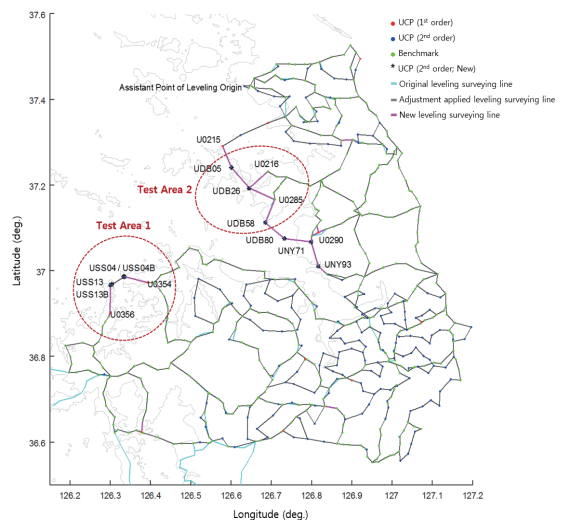 37.6
37.4
37.2
37
36.8
36.6
Latitude (deg.)
126.2
126.3
126.4
126.5
126.6
126.7
126.8
126.9
127
127.1
127.2
Longitude (deg.)
UCP (1st order)
UCP (2nd order)
Benchmark
UCP (2nd order; New)
Original leveling surveying line
Adjustment applied leveling surveying line
New leveling surveying line
Assistant Point of Leveling Origin
U0215
U0216
UDB05
Test Area 2
UDB26
U0285
UDB58
UDB80
U0290
UNY71
UNY93
Test Area 1
USS04 / USS04B
USS13
U0354
USS13B
U0356